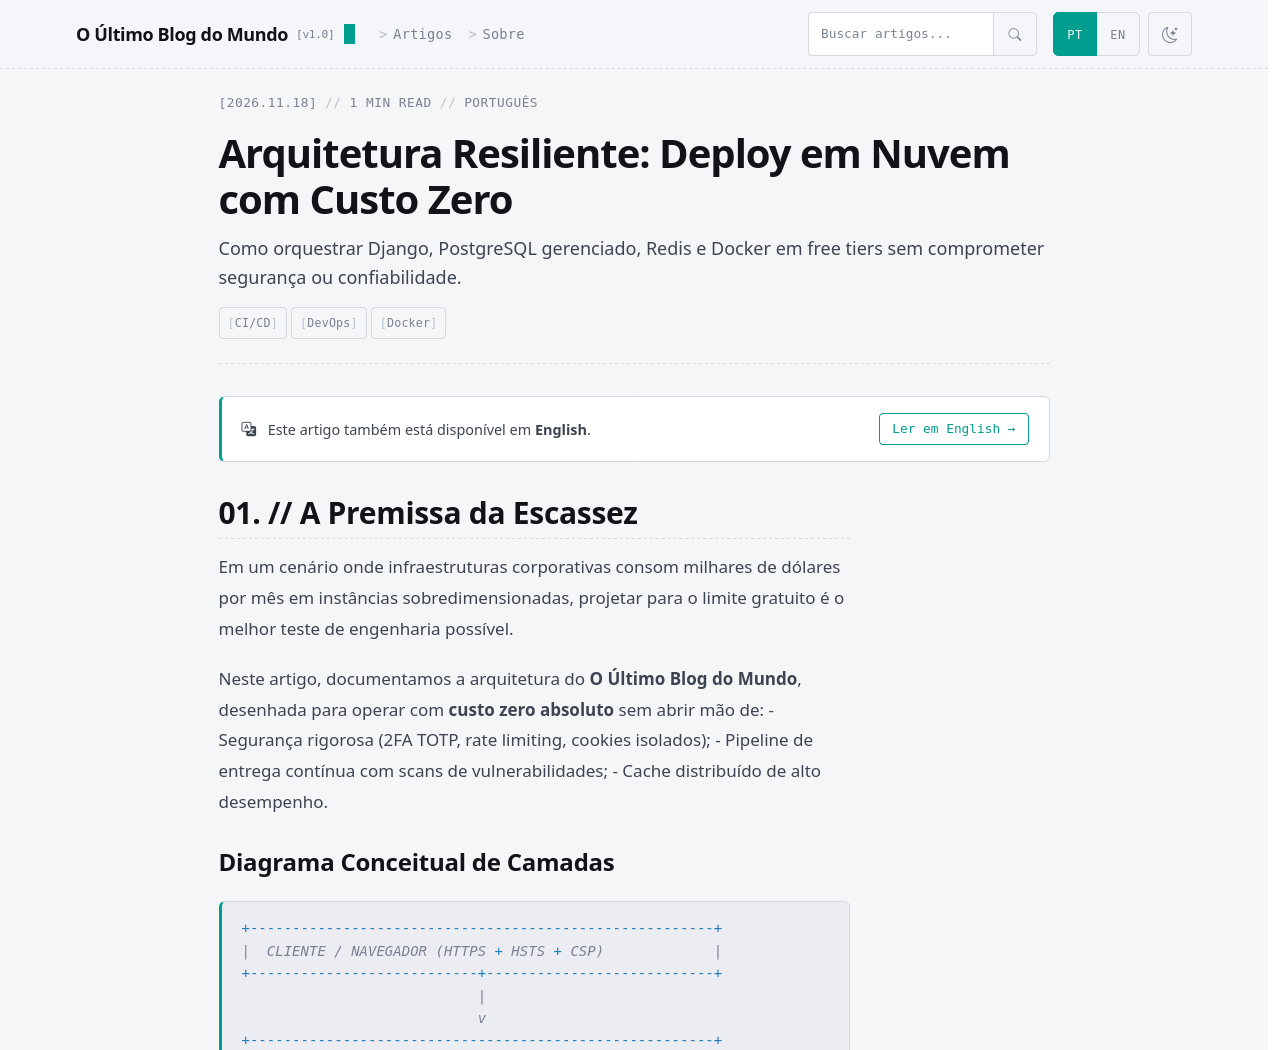 O Último Blog do Mundo [v1.0] > Artigos > Sobre Buscar artigos... PT EN
[2026.11.18] // 1 MIN READ // PORTUGUÊS
Arquitetura Resiliente: Deploy em Nuvem
com Custo Zero
Como orquestrar Django, PostgreSQL gerenciado, Redis e Docker em free tiers sem comprometer
segurança ou confiabilidade.
[CI/CD] [DevOps] [Docker]
Este artigo também está disponível em English. Ler em English →
01. // A Premissa da Escassez
Em um cenário onde infraestruturas corporativas consom milhares de dólares
por mês em instâncias sobredimensionadas, projetar para o limite gratuito é o
melhor teste de engenharia possível.
Neste artigo, documentamos a arquitetura do O Último Blog do Mundo,
desenhada para operar com custo zero absoluto sem abrir mão de: -
Segurança rigorosa (2FA TOTP, rate limiting, cookies isolados); - Pipeline de
entrega contínua com scans de vulnerabilidades; - Cache distribuído de alto
desempenho.
Diagrama Conceitual de Camadas
+-------------------------------------------------------+
|  CLIENTE / NAVEGADOR (HTTPS + HSTS + CSP)             |
+---------------------------+---------------------------+
                            |
                            v
+-------------------------------------------------------+